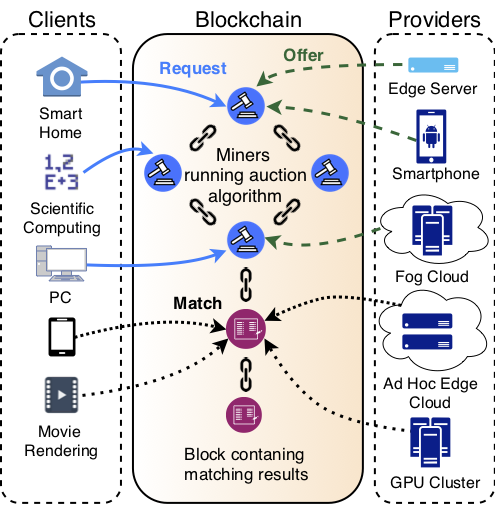 Clients
Blockchain
Providers
Request
Offer
Smart
Home
Edge Server
1,2
E+3
Scientific
Computing
Miners
running auction
algorithm
Smartphone
PC
Fog Cloud
Match
Ad Hoc Edge
Cloud
Movie
Rendering
Block contaning
matching results
GPU Cluster